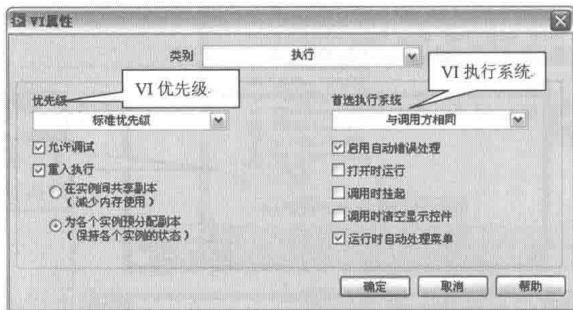 VI属性
类别
执行
VI 优先级
VI 执行系统
优先级
首选执行系统
标准优先级
与调用方相同
允许调试
启用自动错误处理
重入执行
打开时运行
在实例间共享副本
(减少内存使用)
调用时挂起
调用时清空显示控件
为各个实例预分配副本
(保持各个实例的状态)
运行时自动处理菜单
确定
取消
帮助